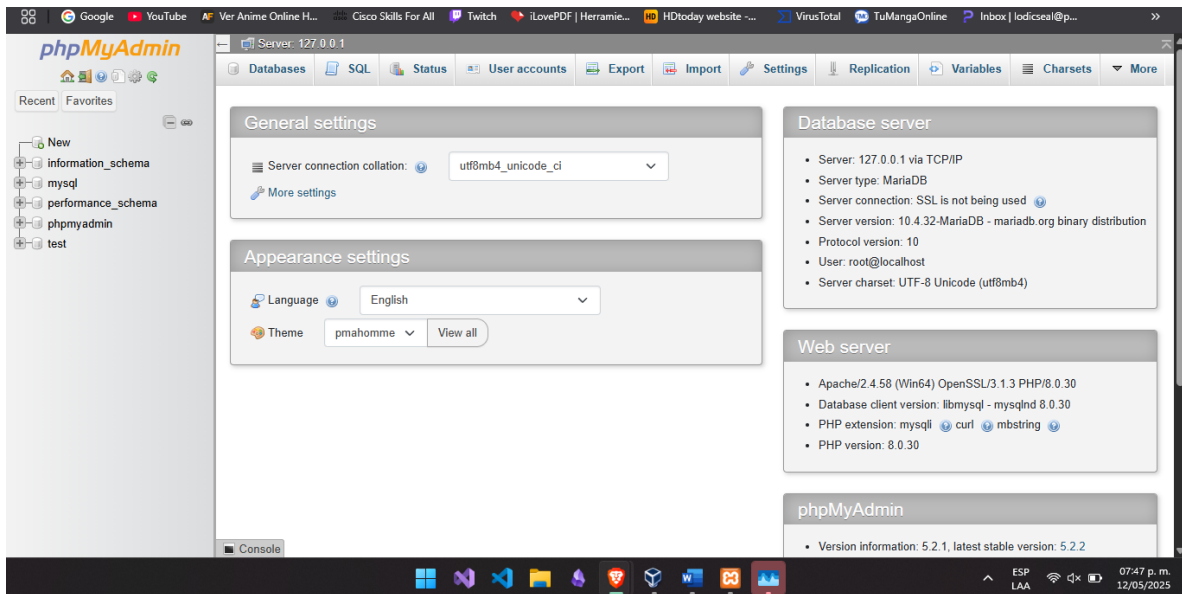 Google YouTube Ver Anime Online H... Cisco Skills For All Twitch iLovePDF | Herramie... HDtoday website -... VirusTotal TuMangaOnline Inbox | lodicseal@p... »
phpMyAdmin
Recent Favorites
New
information_schema
mysql
performance_schema
phpmyadmin
test
Server: 127.0.0.1
Databases SQL Status User accounts Export Import Settings Replication Variables Charsets More
General settings
Server connection collation: utf8mb4_unicode_ci
More settings
Appearance settings
Language English
Theme pmahomme View all
Database server
• Server: 127.0.0.1 via TCP/IP
• Server type: MariaDB
• Server connection: SSL is not being used
• Server version: 10.4.32-MariaDB - mariadb.org binary distribution
• Protocol version: 10
• User: root@localhost
• Server charset: UTF-8 Unicode (utf8mb4)
Web server
• Apache/2.4.58 (Win64) OpenSSL/3.1.3 PHP/8.0.30
• Database client version: libmysql - mysqlnd 8.0.30
• PHP extension: mysqli curl mbstring
• PHP version: 8.0.30
phpMyAdmin
• Version information: 5.2.1, latest stable version: 5.2.2
Console
ESP
LAA
07:47 p. m.
12/05/2025